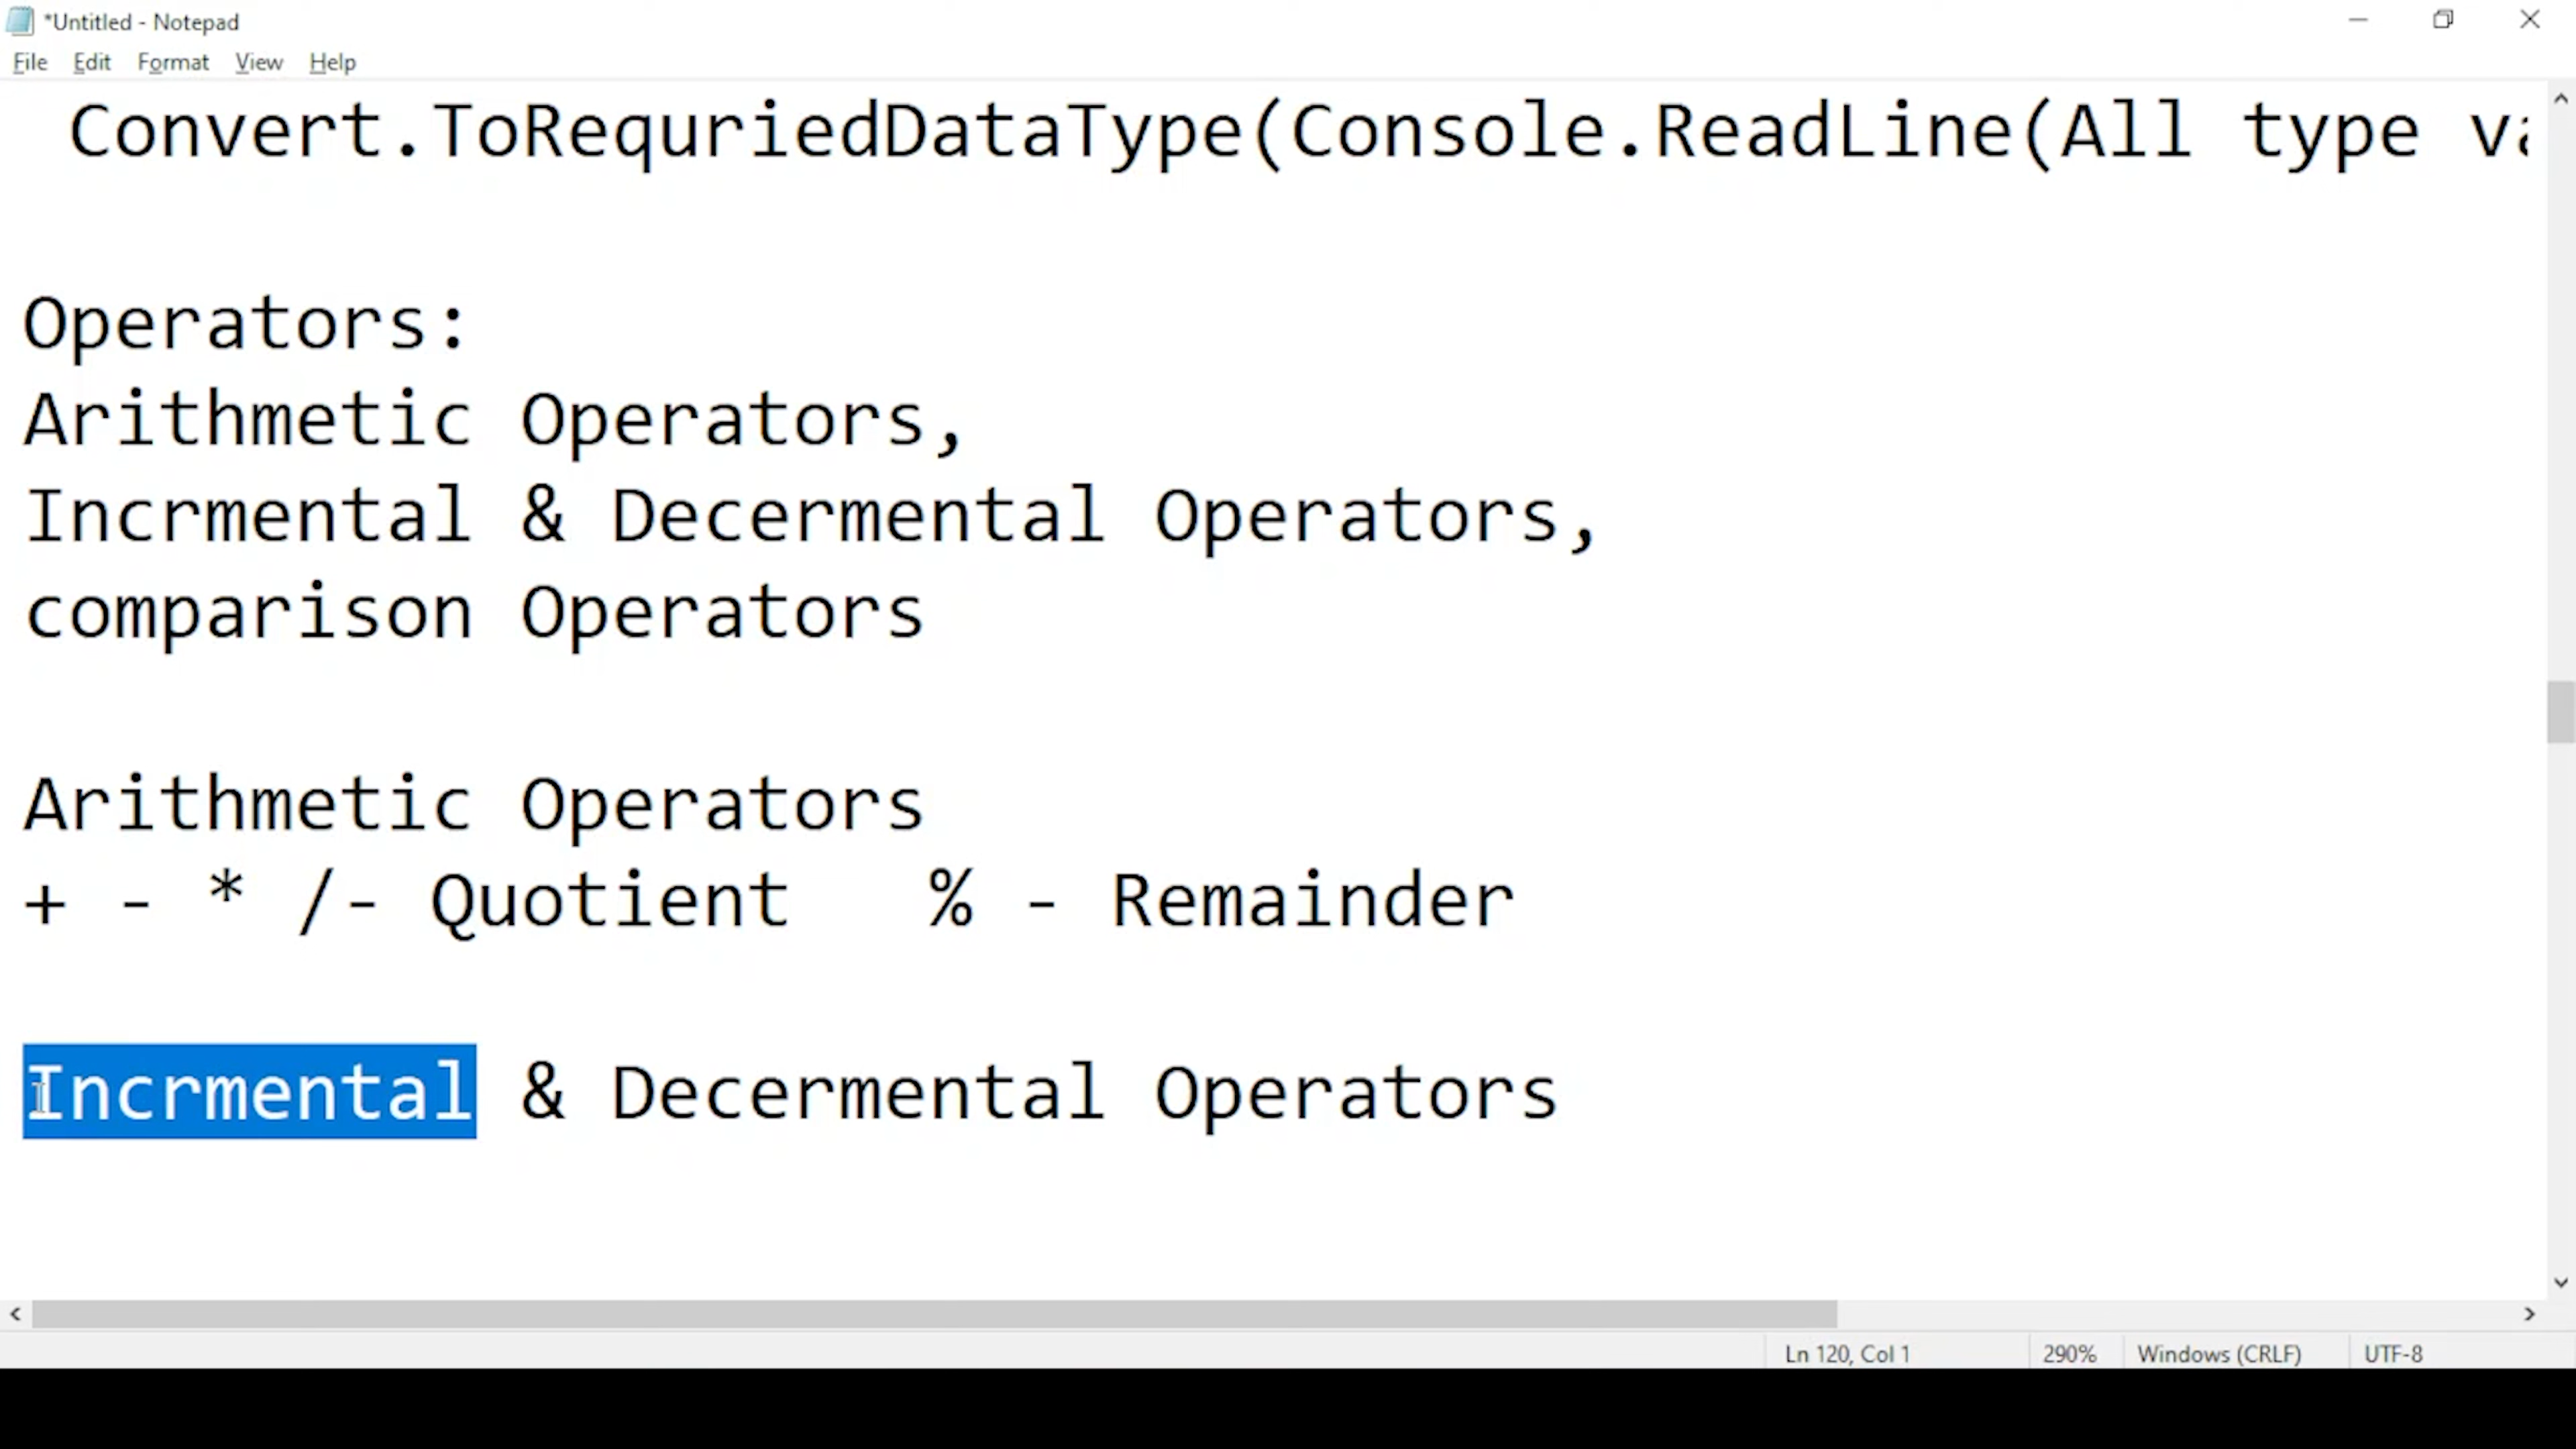 *Untitled - Notepad
File Edit Format View Help
Convert.ToRequriedDataType(Console.ReadLine(All type
Operators:
Arithmetic Operators,
Incrmental & Decermental Operators,
comparison Operators
Arithmetic Operators
+ - * /- Quotient % - Remainder
Incrmental & Decermental Operators
Ln 120, Col 1 290% Windows (CRLF) UTF-8